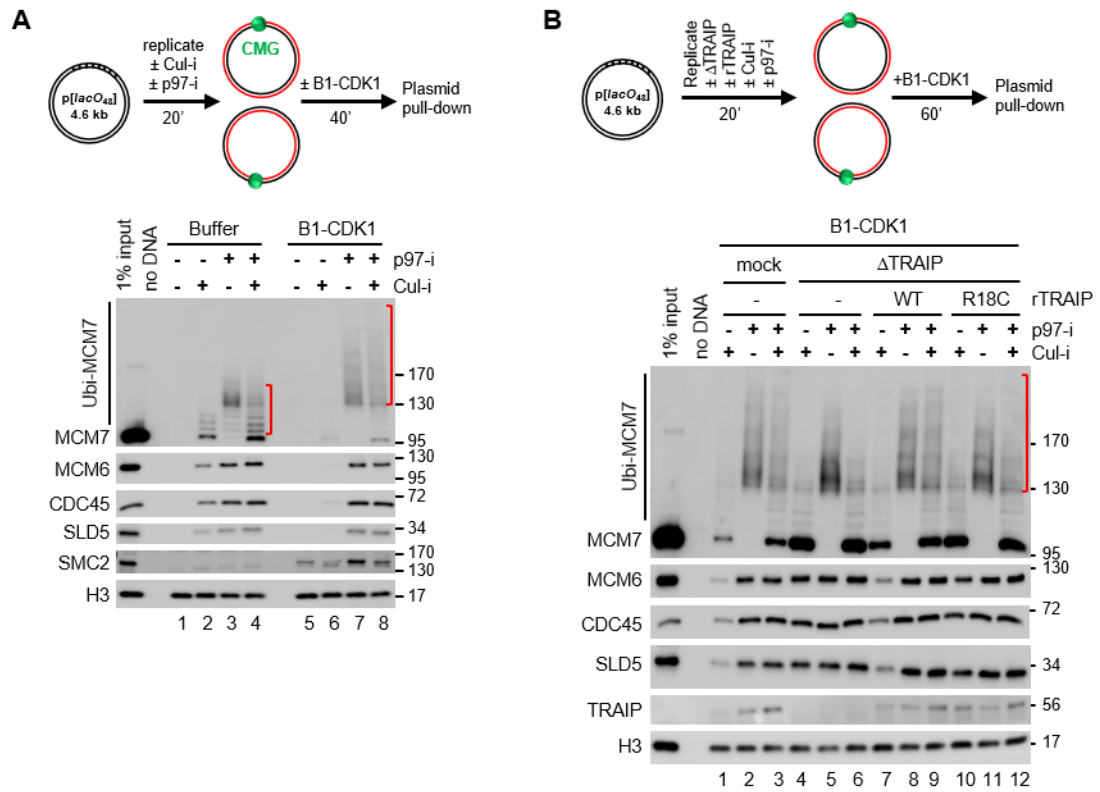 A
p[lacO48]
4.6 kb
replicate
± Cul-i
± p97-i
20'
CMG
± B1-CDK1
40'
Plasmid
pull-down
1% input
no DNA
Buffer
B1-CDK1
- - + + - - + + p97-i
- + - + - + - + Cul-i
Ubi-MCM7
170
130
MCM7
95
MCM6
130
95
CDC45
72
SLD5
34
SMC2
170
130
H3
17
1 2 3 4 5 6 7 8
B
p[lacO48]
4.6 kb
Replicate
± ΔTRAIP
± rTRAIP
± Cul-i
± p97-i
20'
+B1-CDK1
60'
Plasmid
pull-down
B1-CDK1
mock
ΔTRAIP
1% input
no DNA
- - WT R18C rTRAIP
- + + - + + - + + - + + p97-i
+ - + + - + + - + + - + Cul-i
Ubi-MCM7
170
130
MCM7
95
MCM6
130
CDC45
72
SLD5
34
TRAIP
56
H3
17
1 2 3 4 5 6 7 8 9 10 11 12